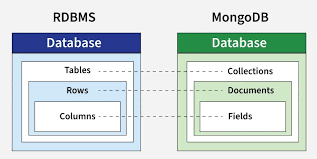 RDBMS MongoDB
Database Database
Tables Collections
Rows Documents
Columns Fields